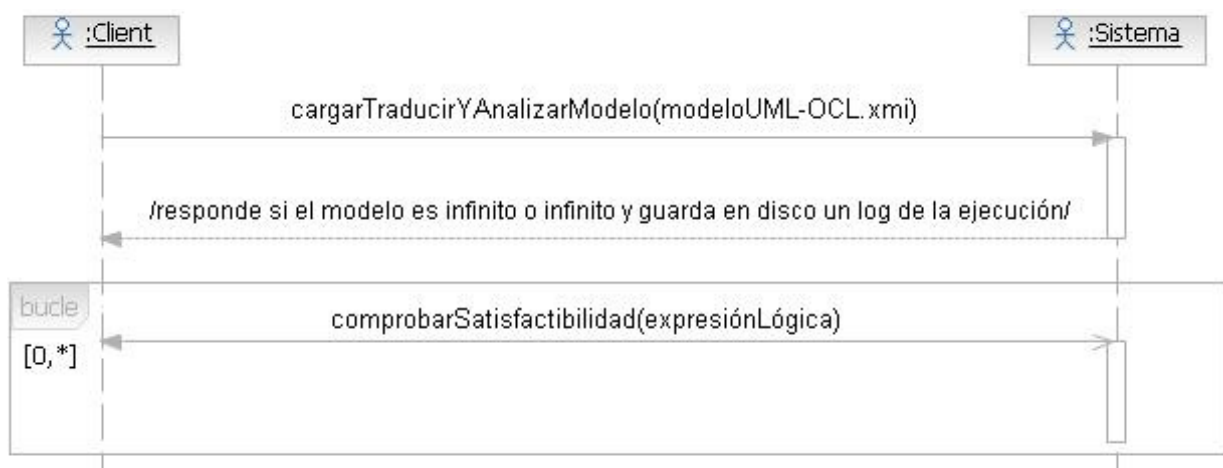 :Client
:Sistema
cargarTraducirYAnalizarModelo(modeloUML-OCL.xmi)
/responde si el modelo es infinito o infinito y guarda en disco un log de la ejecución/
bucle
comprobarSatisfactibilidad(expresiónLógica)
[0,*]